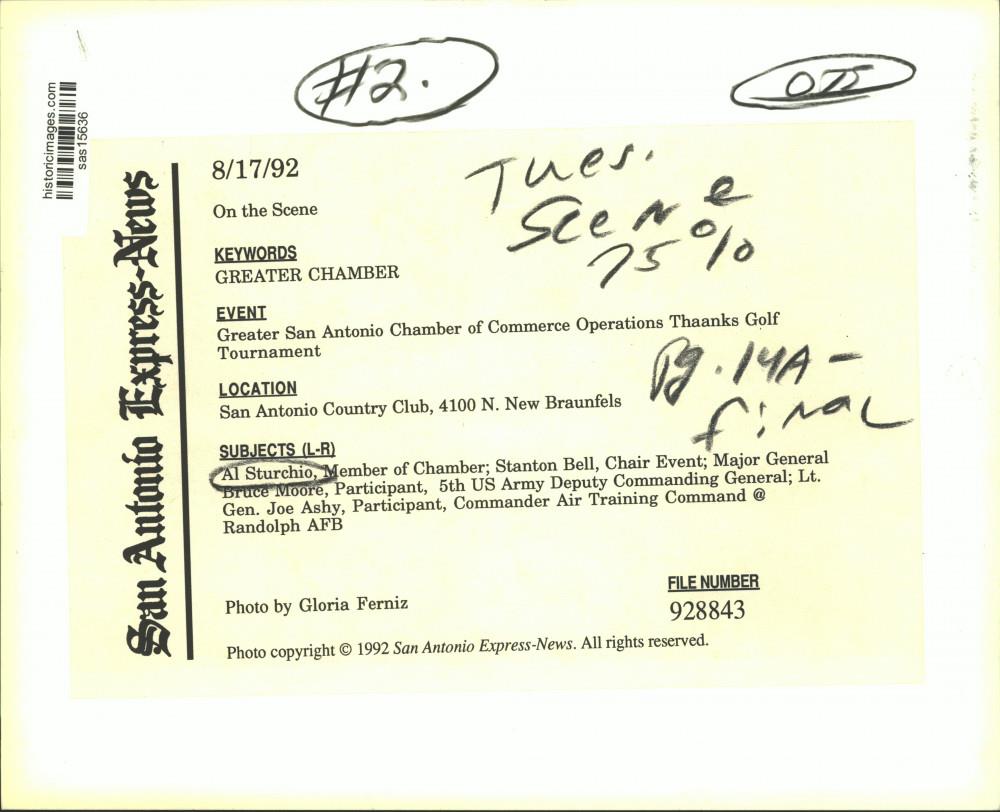 #2.
historicimages.com
sas15636
San Antonio Express-News
8/17/92
Tues.
Scene
75%
On the Scene
KEYWORDS
GREATER CHAMBER
EVENT
Greater San Antonio Chamber of Commerce Operations Thaanks Golf
Tournament
Pg. 14A -
final
LOCATION
San Antonio Country Club, 4100 N. New Braunfels
SUBJECTS (L-R)
Al Sturchio, Member of Chamber; Stanton Bell, Chair Event; Major General
Bruce Moore, Participant, 5th US Army Deputy Commanding General; Lt.
Gen. Joe Ashy, Participant, Commander Air Training Command @
Randolph AFB
Photo by Gloria Ferniz
FILE NUMBER
928843
Photo copyright © 1992 San Antonio Express-News. All rights reserved.